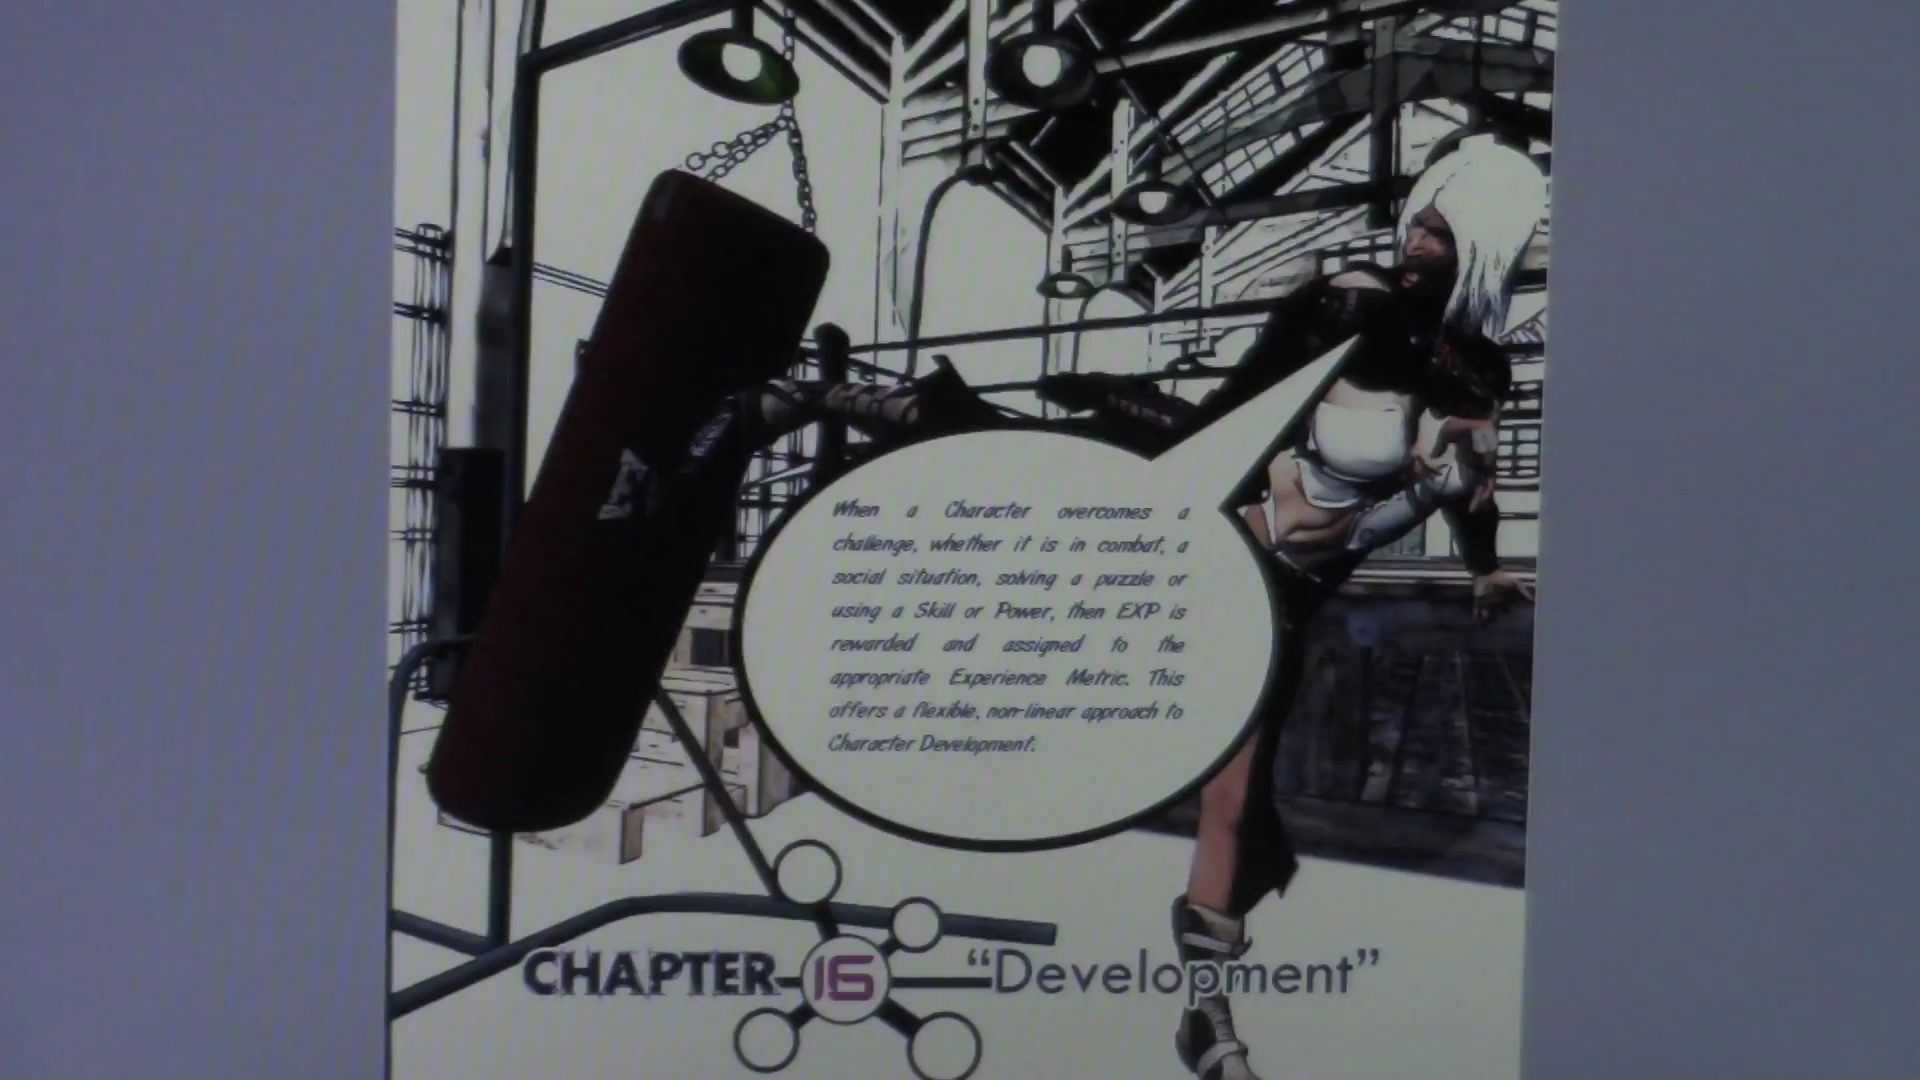 When a Character overcomes a
challenge, whether it is in combat, a
social situation, solving a puzzle or
using a Skill or Power, then EXP is
rewarded and assigned to the
appropriate Experience Metric. This
offers a flexible, non-linear approach to
Character Development.
CHAPTER 16 “Development”